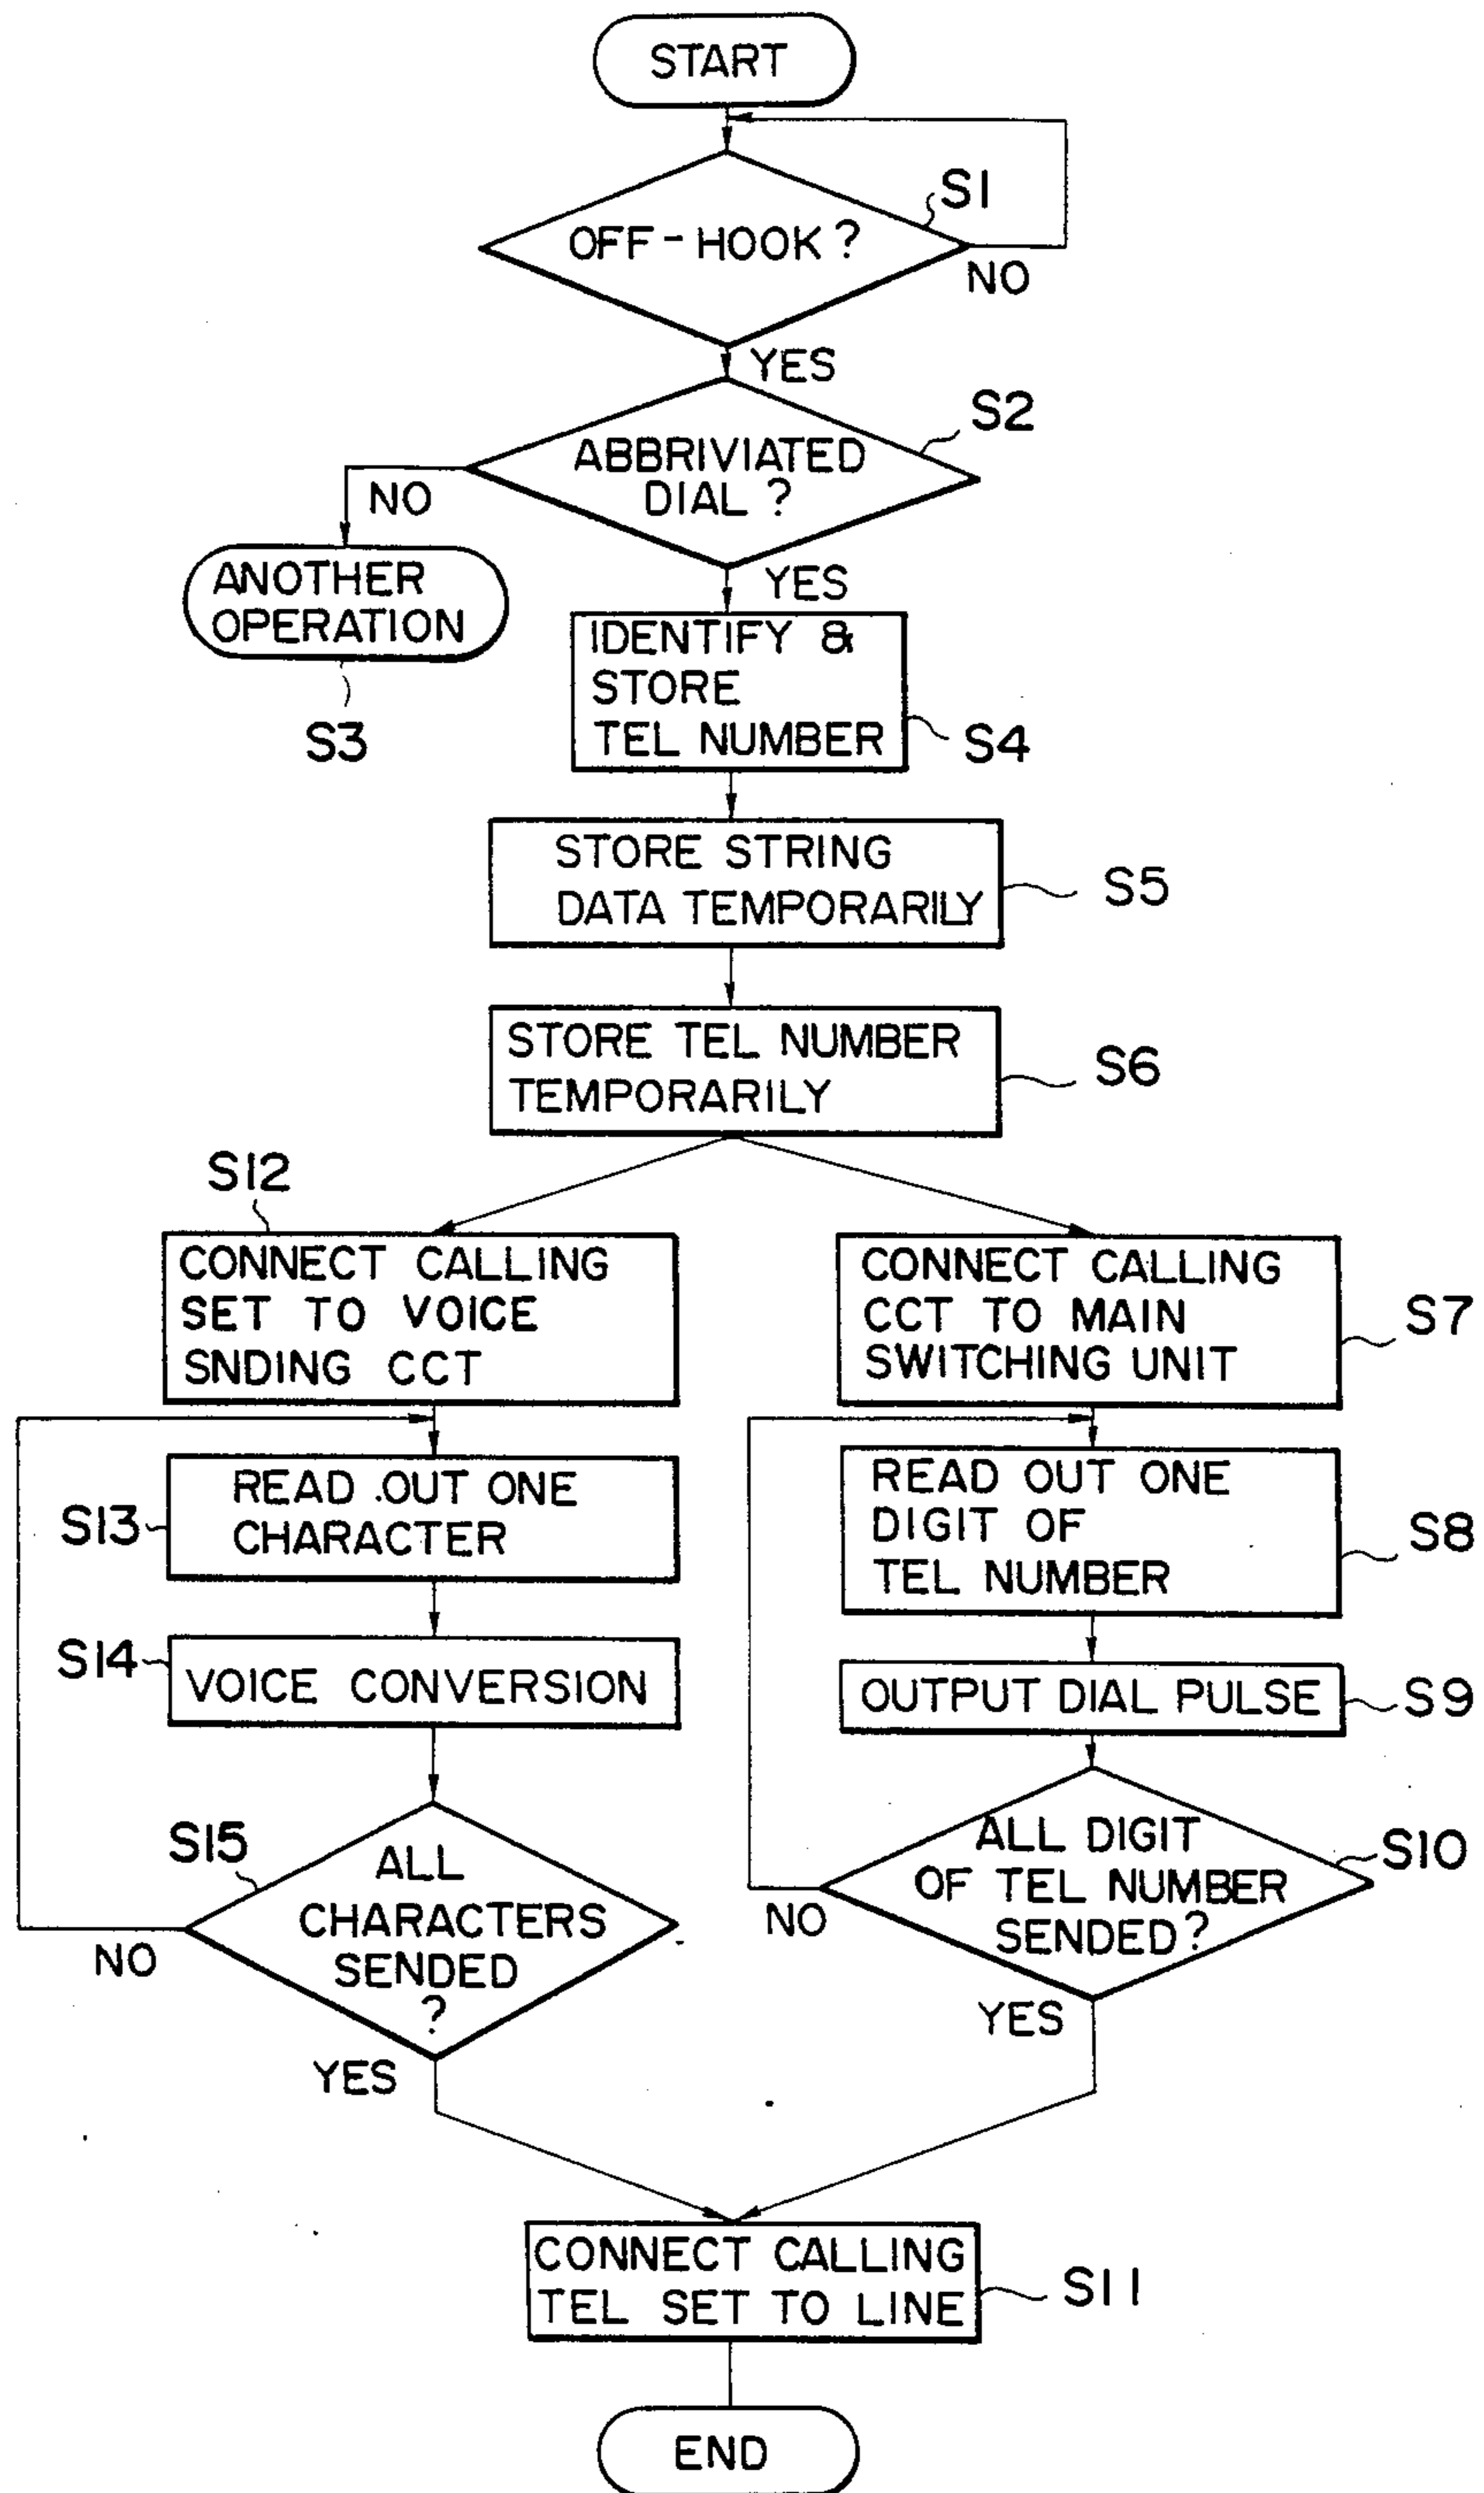 START
S1
OFF-HOOK?
NO
YES
S2
ABBRIVIATED
DIAL?
NO
YES
ANOTHER
OPERATION
S3
IDENTIFY &
STORE
TEL NUMBER
S4
STORE STRING
DATA TEMPORARILY
S5
STORE TEL NUMBER
TEMPORARILY
S6
S12
CONNECT CALLING
SET TO VOICE
SNDING CCT
CONNECT CALLING
CCT TO MAIN
SWITCHING UNIT
S7
READ OUT ONE
CHARACTER
S13
READ OUT ONE
DIGIT OF
TEL NUMBER
S8
S14
VOICE CONVERSION
OUTPUT DIAL PULSE
S9
S15
ALL
CHARACTERS
SENDED
?
NO
YES
ALL DIGIT
OF TEL NUMBER
SENDED?
S10
NO
YES
CONNECT CALLING
TEL SET TO LINE
S11
END